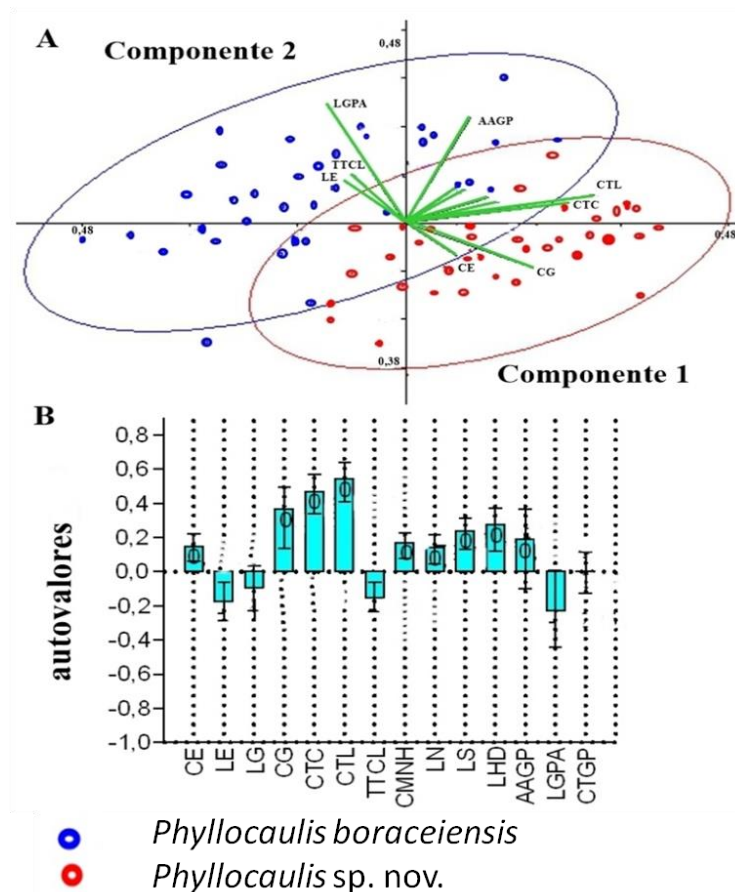 A
Componente 2
0,48
LGPA
AAGP
TTCL
LE
CTL
CTC
0,48
0,48
CE
CG
0,38
Componente 1
B
autovalores
0,8
0,6
0,4
0,2
0,0
-0,2
-0,4
-0,6
-0,8
-1,0
CE LE LG CG CTC CTL TTCL CMNH LN LS LHD AAGP LGPA CTGP
Phyllocaulis boraceiensis
Phyllocaulis sp. nov.